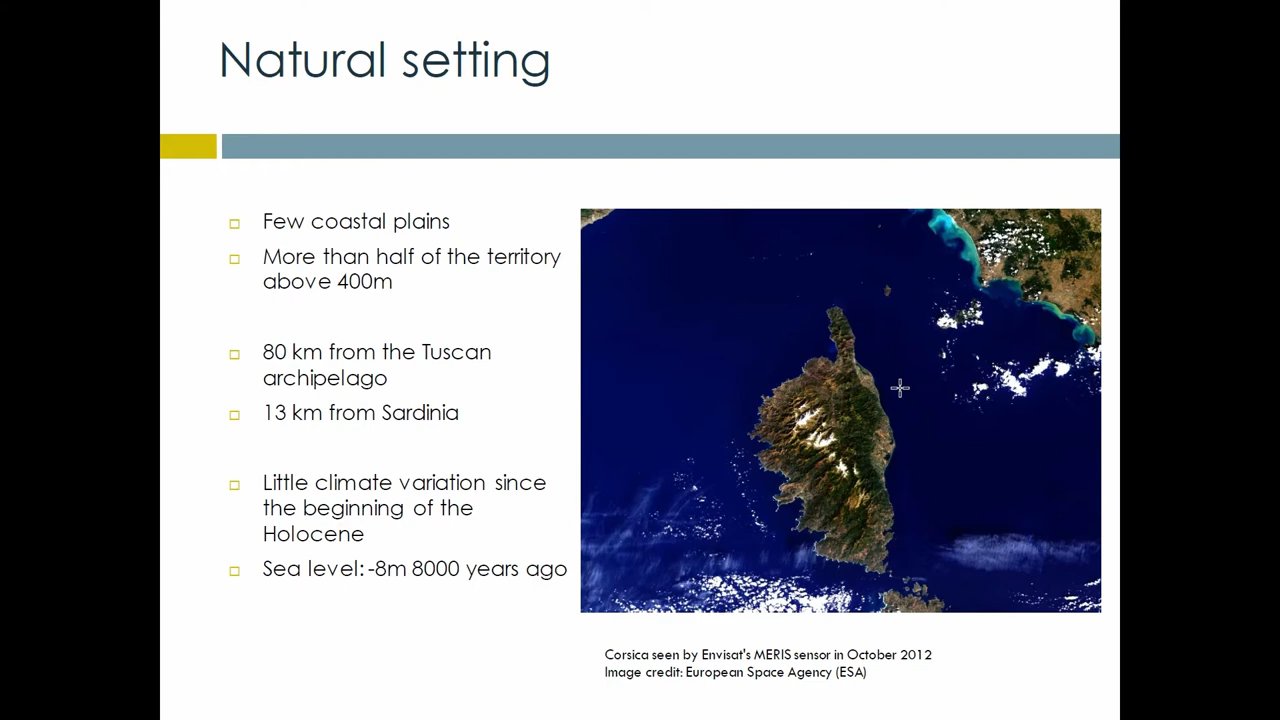 Natural setting
Few coastal plains
More than half of the territory
above 400m
80 km from the Tuscan
archipelago
13 km from Sardinia
Little climate variation since
the beginning of the
Holocene
Sea level: -8m 8000 years ago
Corsica seen by Envisat's MERIS sensor in October 2012
Image credit: European Space Agency (ESA)